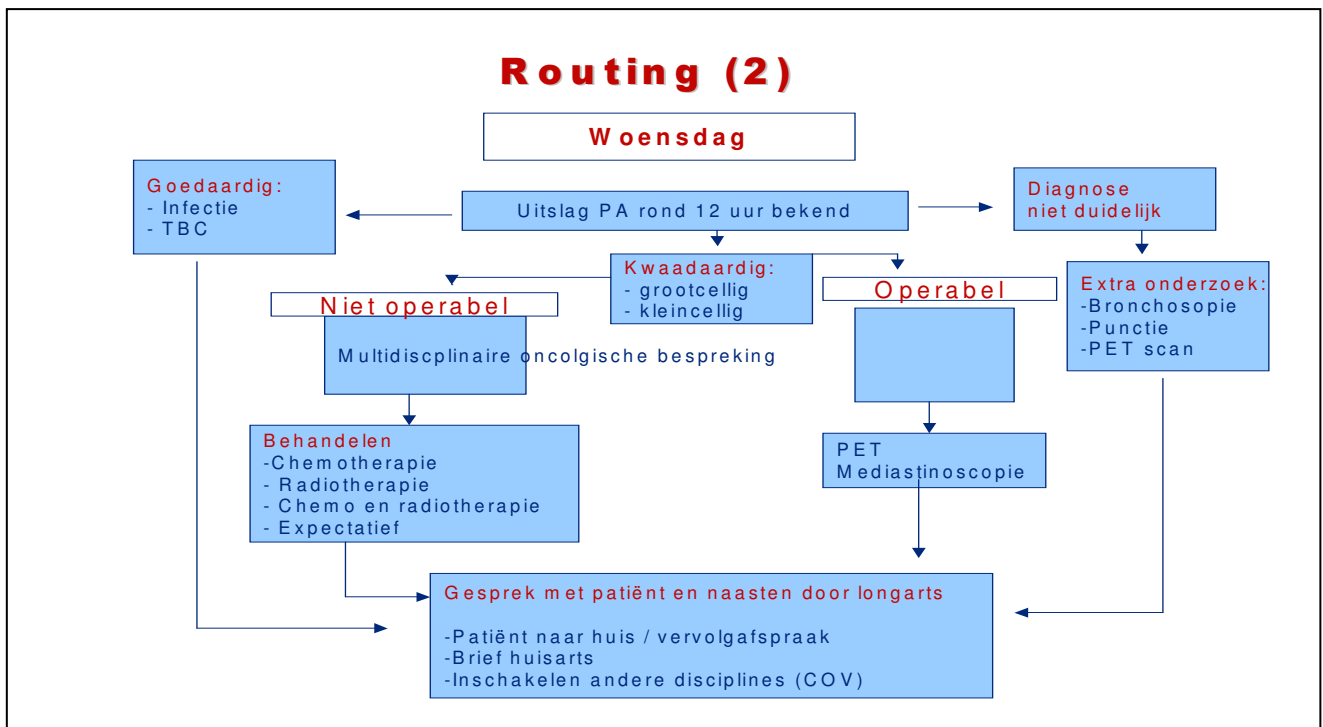 Routing (2)
Woensdag
Goedaardig:
- Infectie
- TBC
Uitslag PA rond 12 uur bekend
Diagnose
niet duidelijk
Kwaadaardig:
- grootcellig
- kleincellig
Niet operabel
Operabel
Extra onderzoek:
-Bronchosopie
-Punctie
-PET scan
Multidiscplinaire oncolgische bespreking
Behandelen
-Chemotherapie
- Radiotherapie
- Chemo en radiotherapie
- Expectatief
PET
Mediastinoscopie
Gesprek met patiënt en naasten door longarts
-Patiënt naar huis / vervolgafspraak
-Brief huisarts
-Inschakelen andere disciplines (COV)